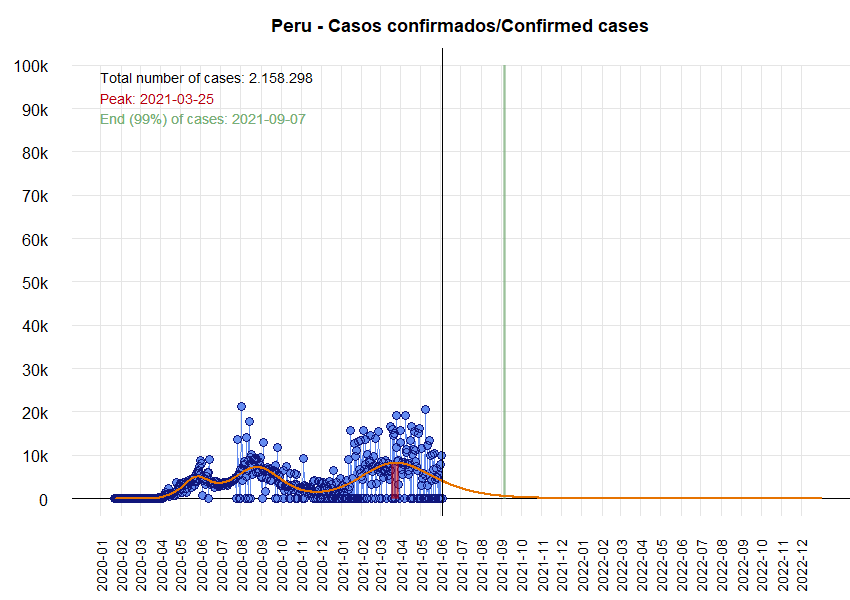 Peru - Casos confirmados/Confirmed cases
100k
90k
80k
70k
60k
50k
40k
30k
20k
10k
0
Total number of cases: 2.158.298
Peak: 2021-03-25
End (99%) of cases: 2021-09-07
2020-01
2020-02
2020-03
2020-04
2020-05
2020-06
2020-07
2020-08
2020-09
2020-10
2020-11
2020-12
2021-01
2021-02
2021-03
2021-04
2021-05
2021-06
2021-07
2021-08
2021-09
2021-10
2021-11
2021-12
2022-01
2022-02
2022-03
2022-04
2022-05
2022-06
2022-07
2022-08
2022-09
2022-10
2022-11
2022-12